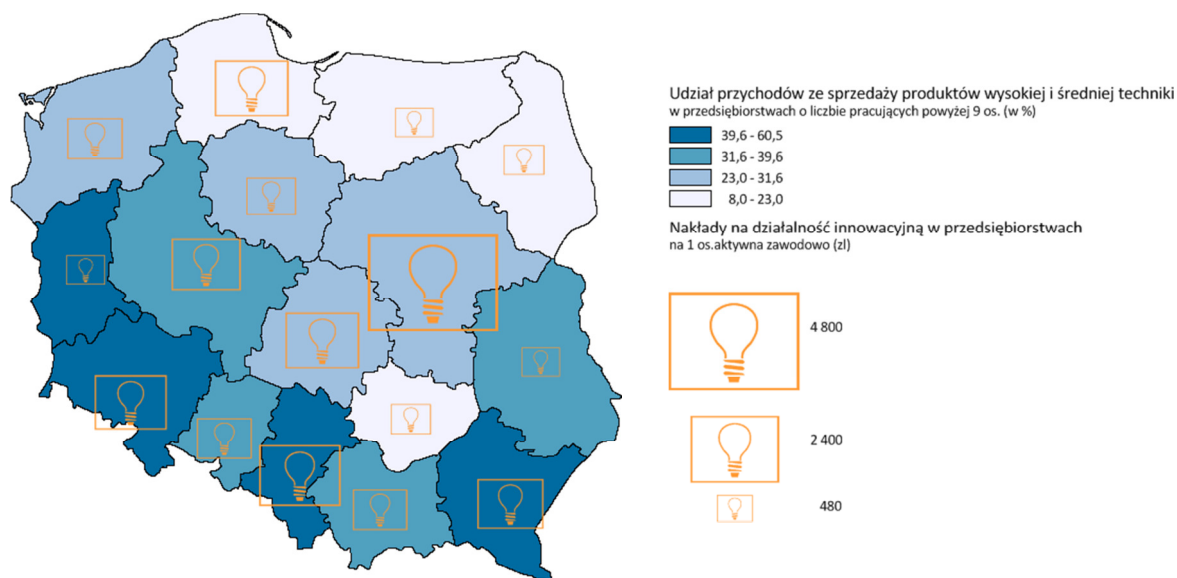 Udział przychodów ze sprzedaży produktów wysokiej i średniej techniki
w przedsiębiorstwach o liczbie pracujących powyżej 9 os. (w %)
39,6 - 60,5
31,6 - 39,6
23,0 - 31,6
8,0 - 23,0
Nakłady na działalność innowacyjną w przedsiębiorstwach
na 1 os.aktywna zawodowo (zl)
4 800
2 400
480